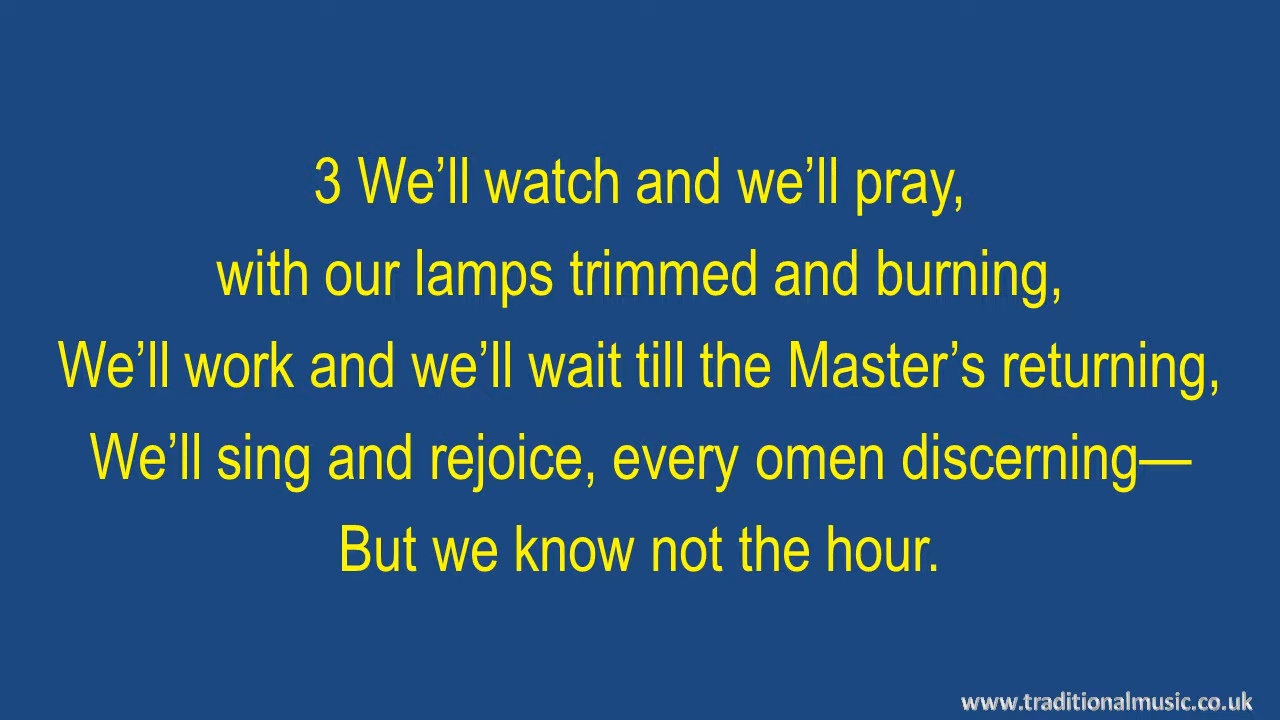 3 We’ll watch and we’ll pray,
with our lamps trimmed and burning,
We’ll work and we’ll wait till the Master’s returning,
We’ll sing and rejoice, every omen discerning—
But we know not the hour.
www.traditionalmusic.co.uk